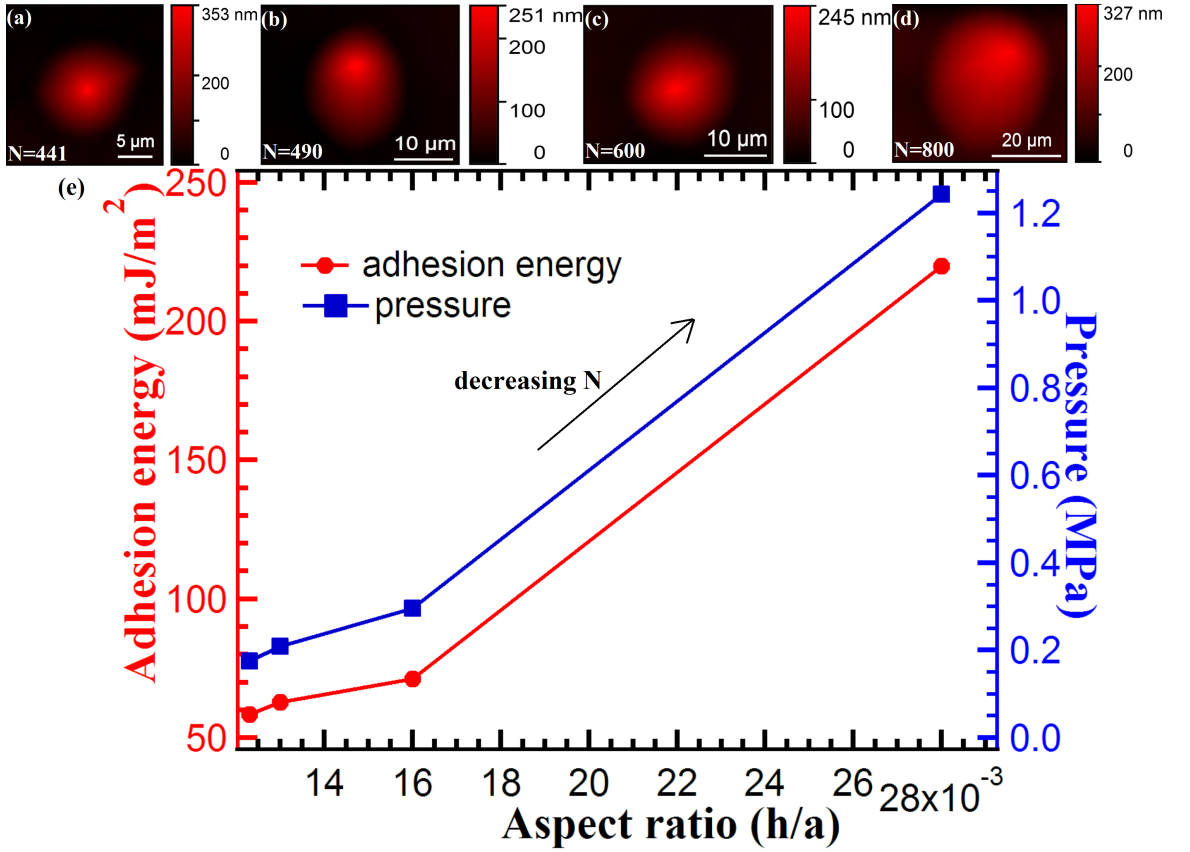 (a)
353 nm
200
0
N=441
5 µm
(b)
251 nm
200
100
0
N=490
10 µm
(c)
245 nm
100
0
N=600
10 µm
(d)
327 nm
200
0
N=800
20 µm
(e)
Adhesion energy (mJ/m²)
250
200
150
100
50
adhesion energy
pressure
decreasing N
1.2
1.0
0.8
0.6
0.4
0.2
0.0
Pressure (MPa)
14 16 18 20 22 24 26 28x10⁻³
Aspect ratio (h/a)